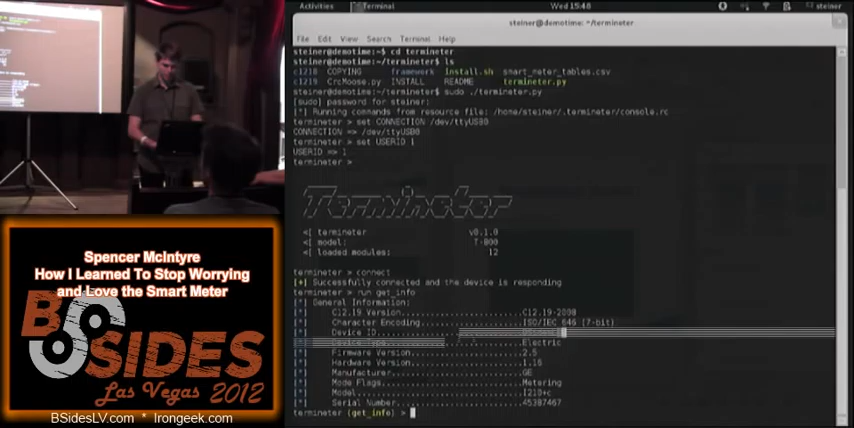 Activities Terminal Wed 15:48 steiner
steiner@demotime: ~/termineter
File Edit View Search Terminal Help
steiner@demotime:~$ cd termineter
steiner@demotime:~/termineter$ ls
c1218 COPYING framework install.sh smart_meter_tables.csv
c1219 CrcMoose.py INSTALL README termineter.py
steiner@demotime:~/termineter$ sudo ./termineter.py
[sudo] password for steiner:
[*] Running commands from resource file: /home/steiner/.termineter/console.rc
termineter > set CONNECTION /dev/ttyUSB0
CONNECTION => /dev/ttyUSB0
termineter > set USERID 1
USERID => 1
termineter >
Termineter
<[ termineter v0.1.0
<[ model: T-800
<[ loaded modules: 12
termineter > connect
[+] Successfully connected and the device is responding
termineter > run get_info
[*] General Information:
[*] C12.19 Version...........................C12.19-2008
[*] Character Encoding.......................ISO/IEC 646 (7-bit)
[*] Device ID
[*] Device Type..............................Electric
[*] Firmware Version.........................2.5
[*] Hardware Version.........................1.16
[*] Manufacturer.............................GE
[*] Mode Flags...............................Metering
[*] Model....................................I210+c
[*] Serial Number............................45387467
termineter (get_info) >
Spencer McIntyre
How I Learned To Stop Worrying
and Love the Smart Meter
BSIDES
Las Vegas 2012
BSidesLV.com * Irongeek.com